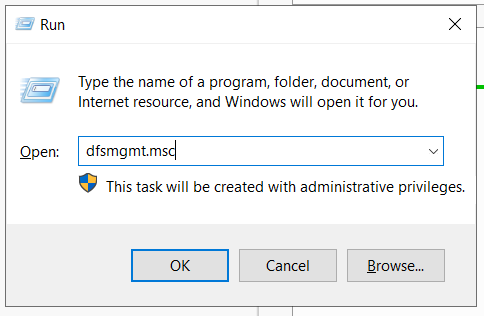 Run
Type the name of a program, folder, document, or
Internet resource, and Windows will open it for you.
Open: dfsmgmt.msc
This task will be created with administrative privileges.
OK Cancel Browse...